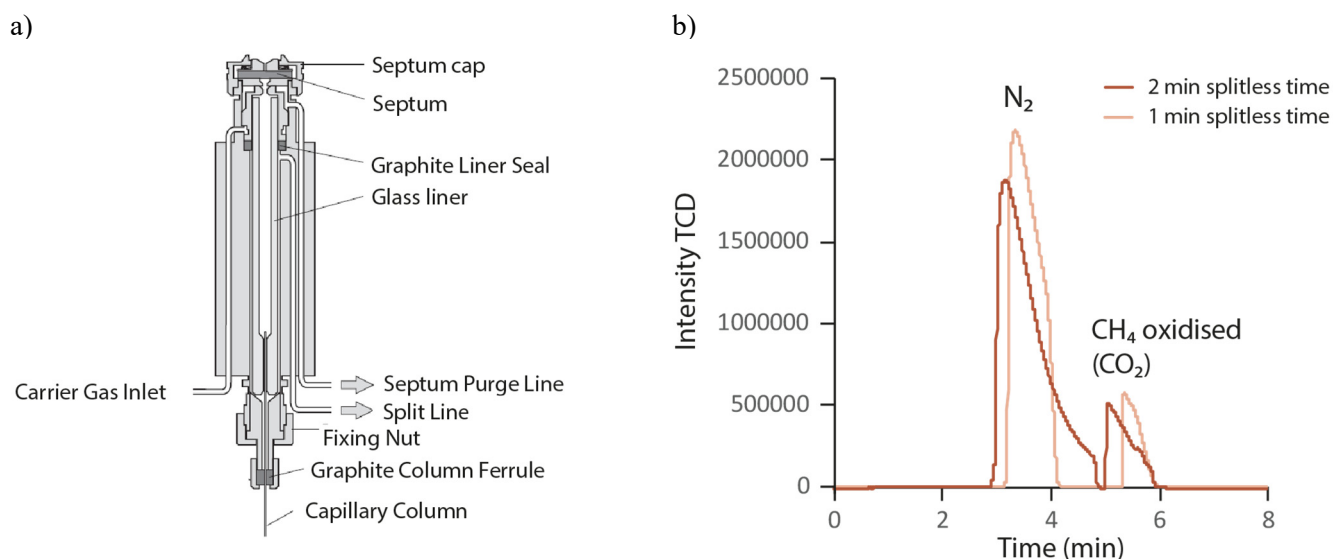 a)
Septum cap
Septum
Graphite Liner Seal
Glass liner
Carrier Gas Inlet
Septum Purge Line
Split Line
Fixing Nut
Graphite Column Ferrule
Capillary Column
b)
2 min splitless time
1 min splitless time
N₂
CH₄ oxidised
(CO₂)
Intensity TCD
2500000
2000000
1500000
1000000
500000
0
0 2 4 6 8
Time (min)